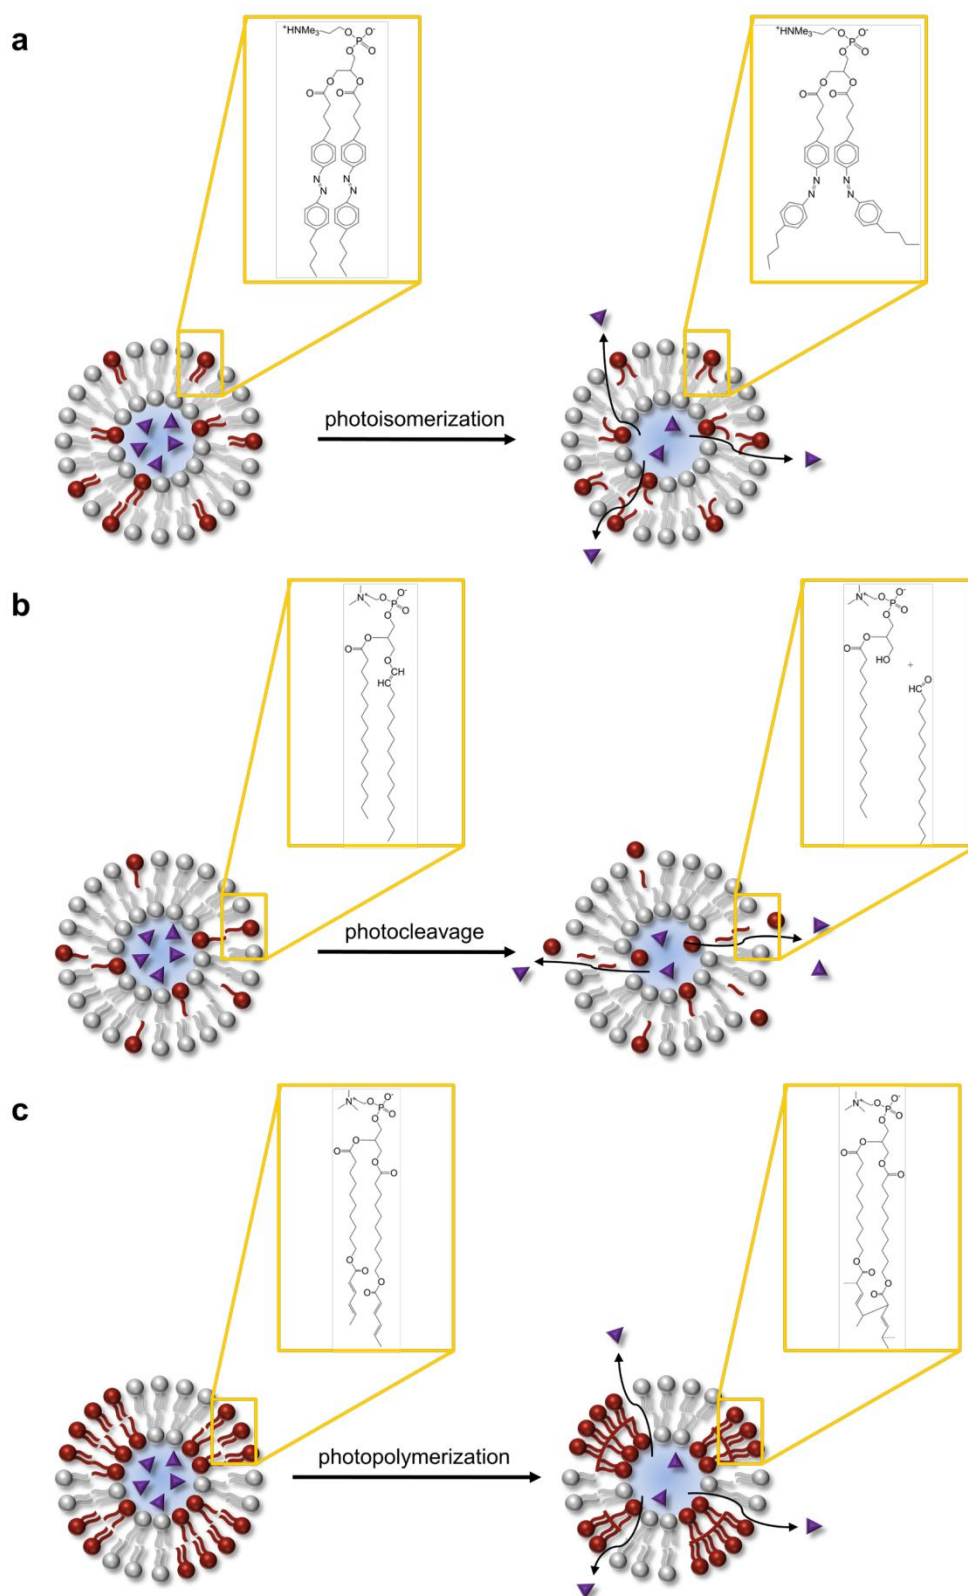 a
⁺HNMe₃
O
O⁻
P
O
O
O
O
O
O
N
N
N
N
⁺HNMe₃
O
O⁻
P
O
O
O
O
O
O
N
N
N
N
photoisomerization
b
N⁺
O
O⁻
P
O
O
O
O
O
CH
HC
N⁺
O
O⁻
P
O
O
O
O
HO
+
HC
O
photocleavage
c
N⁺
O
O⁻
P
O
O
O
O
O
O
O
O
O
O
N⁺
O
O⁻
P
O
O
O
O
O
O
O
O
O
O
photopolymerization